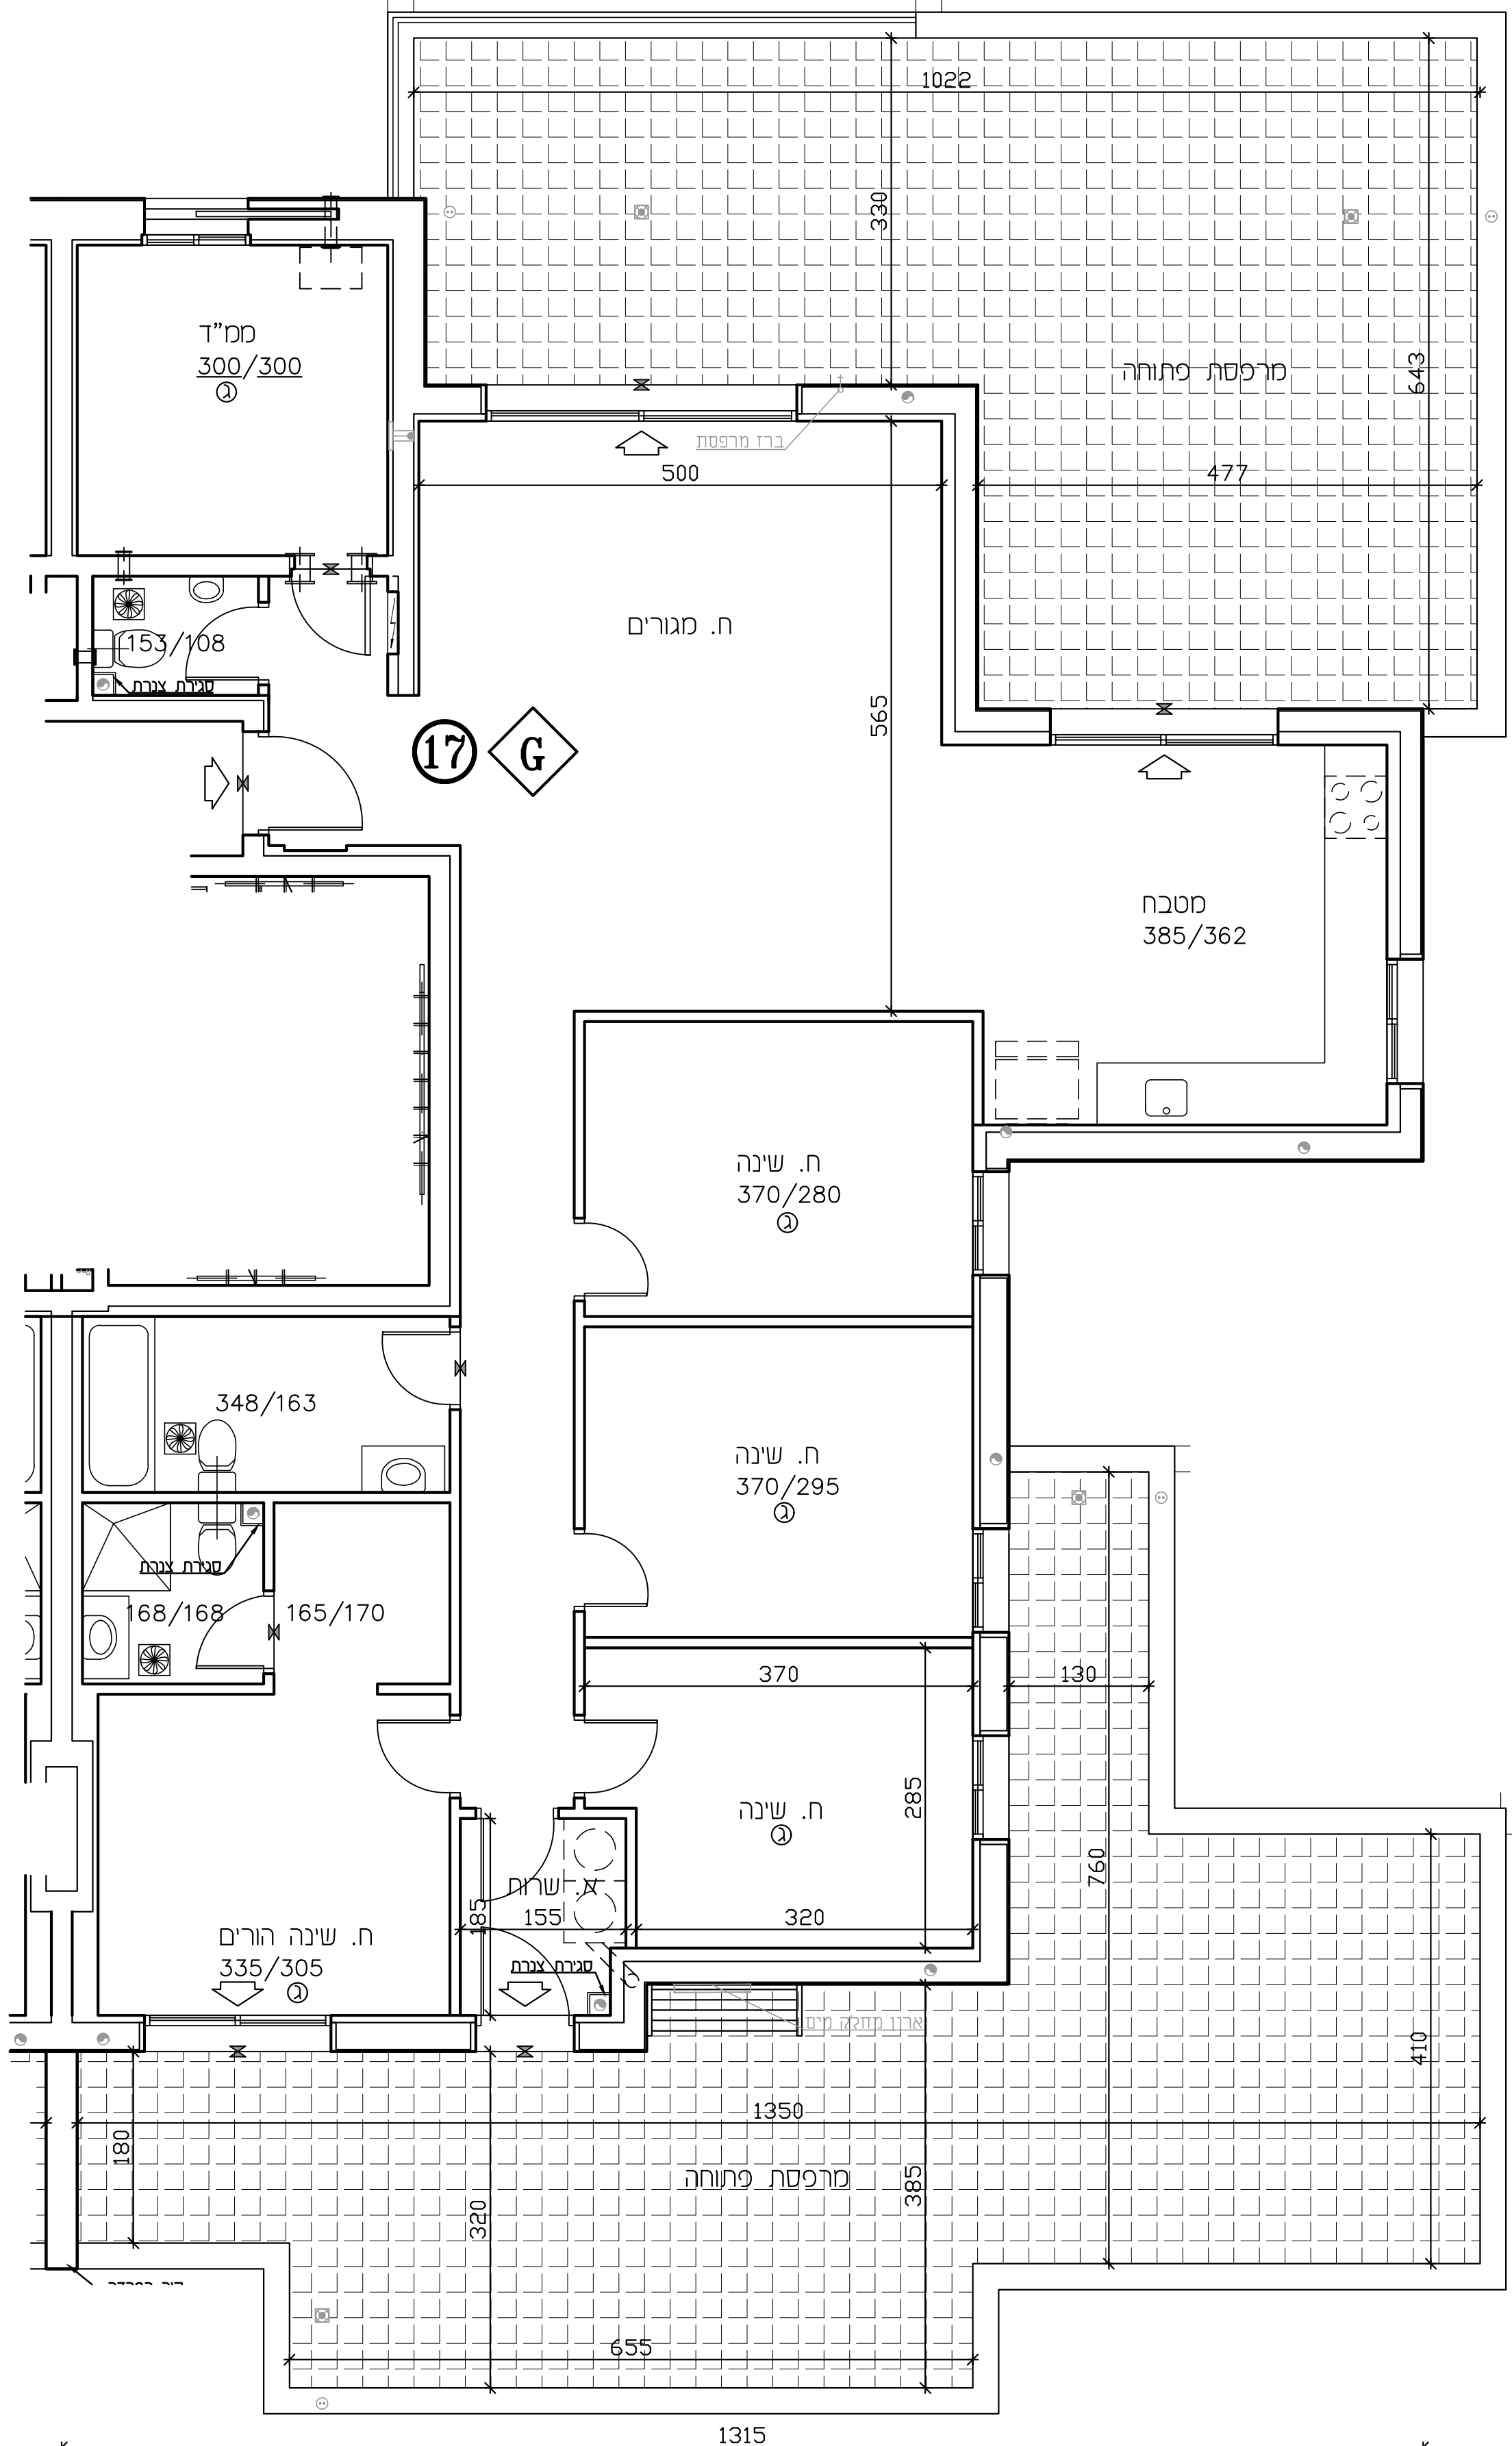 1022
330
ממ"ד
300/300
ג
מרפסת פתוחה
643
ברז מרפסת
500
477
153/108
סגירת צנרת
ח. מגורים
565
17
G
מטבח
385/362
ח. שינה
370/280
ג
348/163
ח. שינה
370/295
ג
סגירת צנרת
168/168
165/170
370
130
285
ח. שינה
ג
760
א. שרות
185
155
320
ח. שינה הורים
335/305
ג
סגירת צנרת
ארון מחלק מים
410
1350
180
320
מרפסת פתוחה
385
655
1315